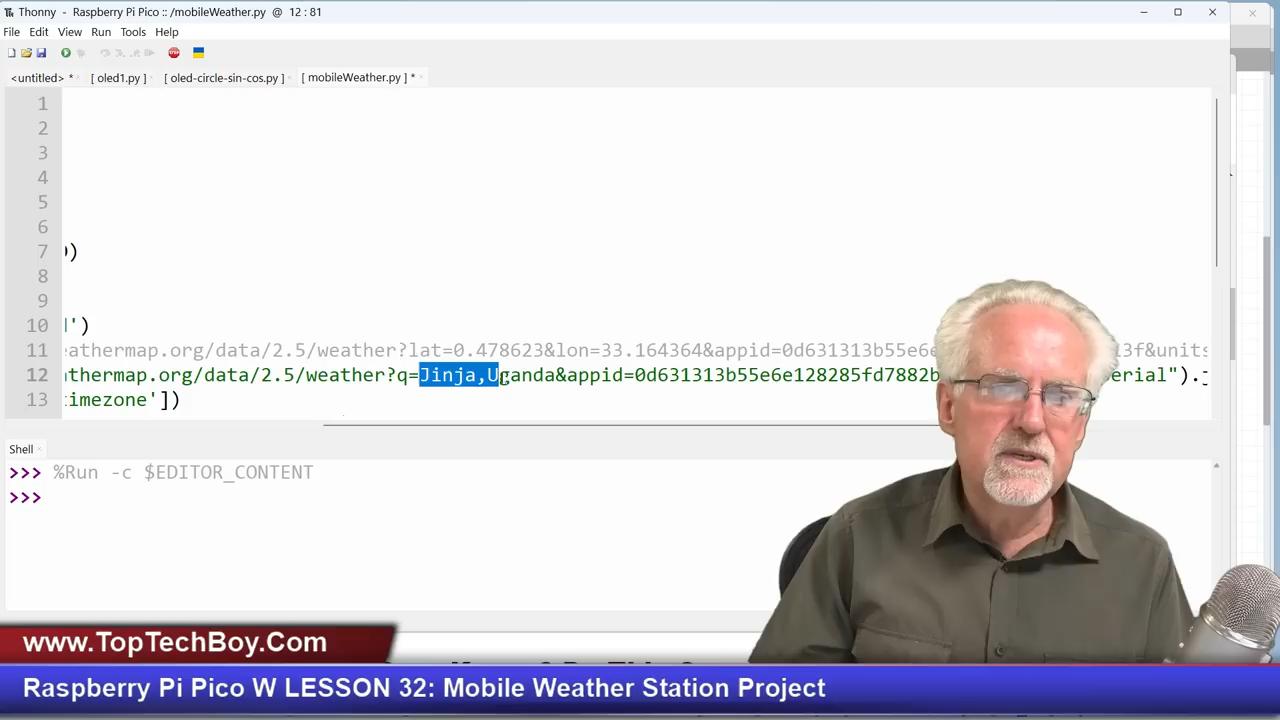 Thonny - Raspberry Pi Pico :: /mobileWeather.py @ 12 : 81
File Edit View Run Tools Help
<untitled> * [ oled1.py ] [ oled-circle-sin-cos.py ] [ mobileWeather.py ] *
1
2
3
4
5
6
7 )
8
9
10 ')
11 eathermap.org/data/2.5/weather?lat=0.478623&lon=33.164364&appid=0d631313b55e6e 3f&units
12 thermap.org/data/2.5/weather?q=Jinja,Uganda&appid=0d631313b55e6e128285fd7882b erial").
13 timezone'])
Shell
>>> %Run -c $EDITOR_CONTENT
>>>
www.TopTechBoy.Com
Raspberry Pi Pico W LESSON 32: Mobile Weather Station Project